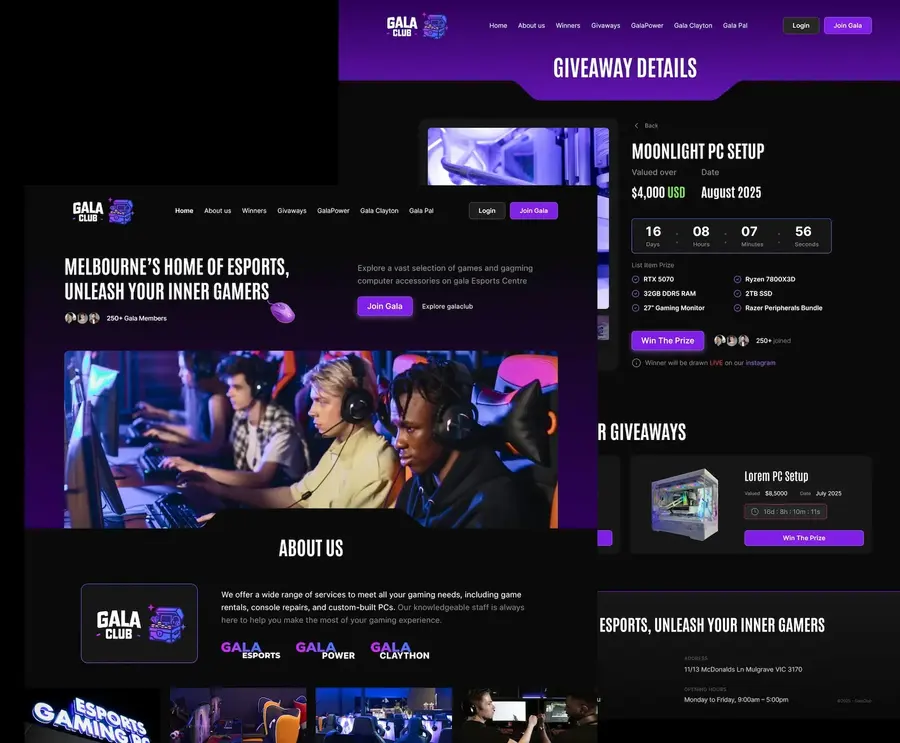 GALA
CLUB
Home About us Winners Givaways GalaPower Gala Clayton Gala Pal
Login
Join Gala
GIVEAWAY DETAILS
Back
MOONLIGHT PC SETUP
Valued over Date
$4,000 USD August 2025
16 : 08 : 07 : 56
Days Hours Minutes Seconds
List Item Prize
RTX 5070 Ryzen 7800X3D
32GB DDR5 RAM 2TB SSD
27" Gaming Monitor Razer Peripherals Bundle
Win The Prize
250+ joined
Winner will be drawn LIVE on our instagram
R GIVEAWAYS
Lorem PC Setup
Valued $8,5000 Date July 2025
16d : 8h : 10m : 11s
Win The Prize
ESPORTS, UNLEASH YOUR INNER GAMERS
ADDRESS
11/13 McDonalds Ln Mulgrave VIC 3170
OPENING HOURS
Monday to Friday, 9:00am – 5:00pm
GALA
CLUB
Home About us Winners Givaways GalaPower Gala Clayton Gala Pal
Login
Join Gala
MELBOURNE'S HOME OF ESPORTS,
UNLEASH YOUR INNER GAMERS
250+ Gala Members
Explore a vast selection of games and gagming
computer accessories on gala Esports Centre
Join Gala
Explore galaclub
ABOUT US
GALA
CLUB
We offer a wide range of services to meet all your gaming needs, including game
rentals, console repairs, and custom-built PCs. Our knowledgeable staff is always
here to help you make the most of your gaming experience.
GALA ESPORTS
GALA POWER
GALA CLAYTHON
ESPORTS
GAMING